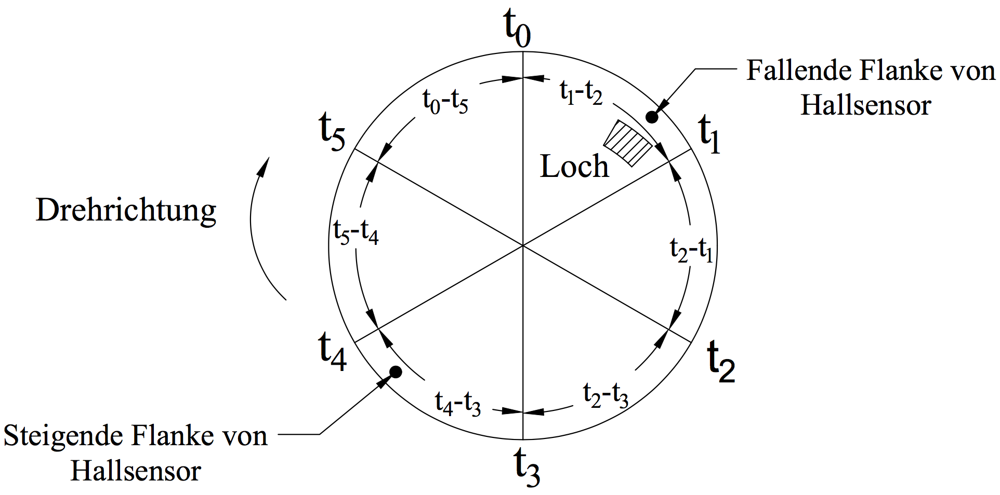 t0
Fallende Flanke von
Hallsensor
t1-t2
t0-t5
t5
t1
Loch
Drehrichtung
t5-t4
t2-t1
t4
t2
t2-t3
t4-t3
Steigende Flanke von
Hallsensor
t3